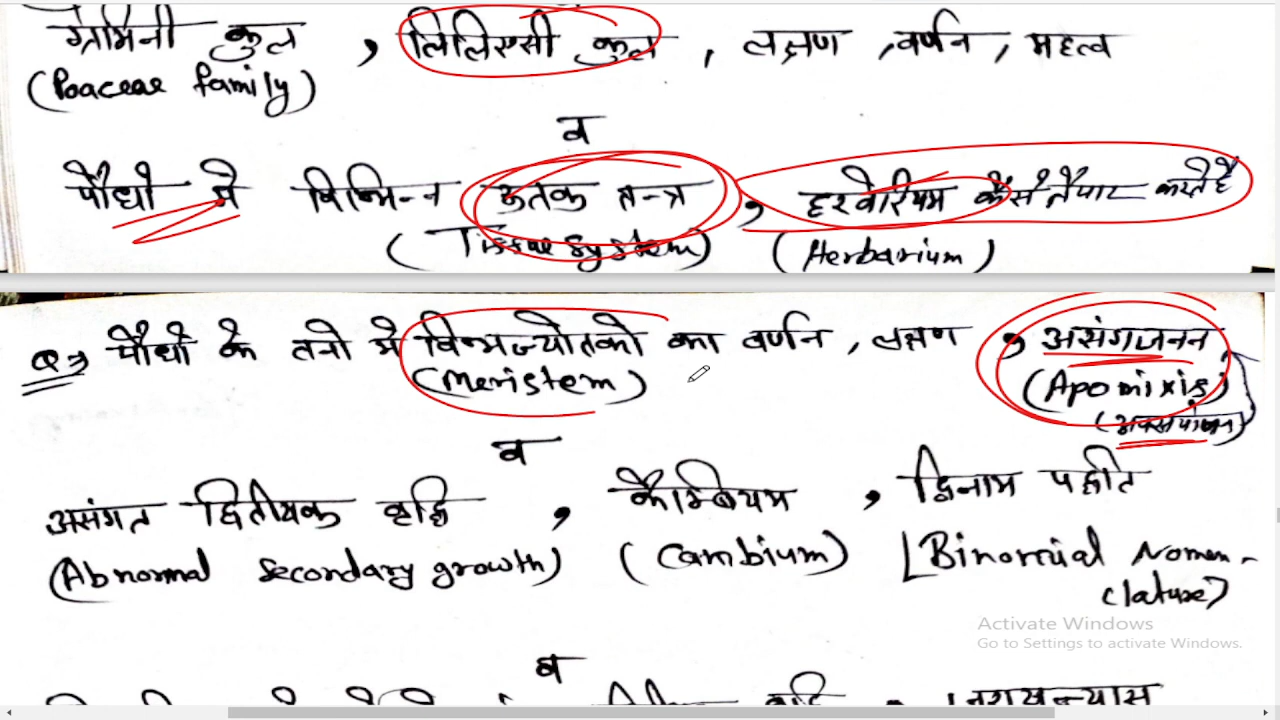 ग्रेमिनी कुल , लिलिएसी कुल , लक्षण , वर्णन , महत्व
(Poaceae family)
व
पौधों मे विभिन्न ऊतक तन्त्र , हरवेरियम कैसे तैयार करते है
(Tissue system) (Herbarium)
Q3 पौधों के तनो मे विभज्योतको का वर्णन , लक्षण , असंगजनन
(Meristem) (Apomixis)
व
असंगत द्वितीयक वृद्धि , कैम्बियम , द्विनाम पद्धति
(Abnormal secondary growth) (Cambium) [Binomial Nomen-
clature)
Activate Windows
Go to Settings to activate Windows.
व